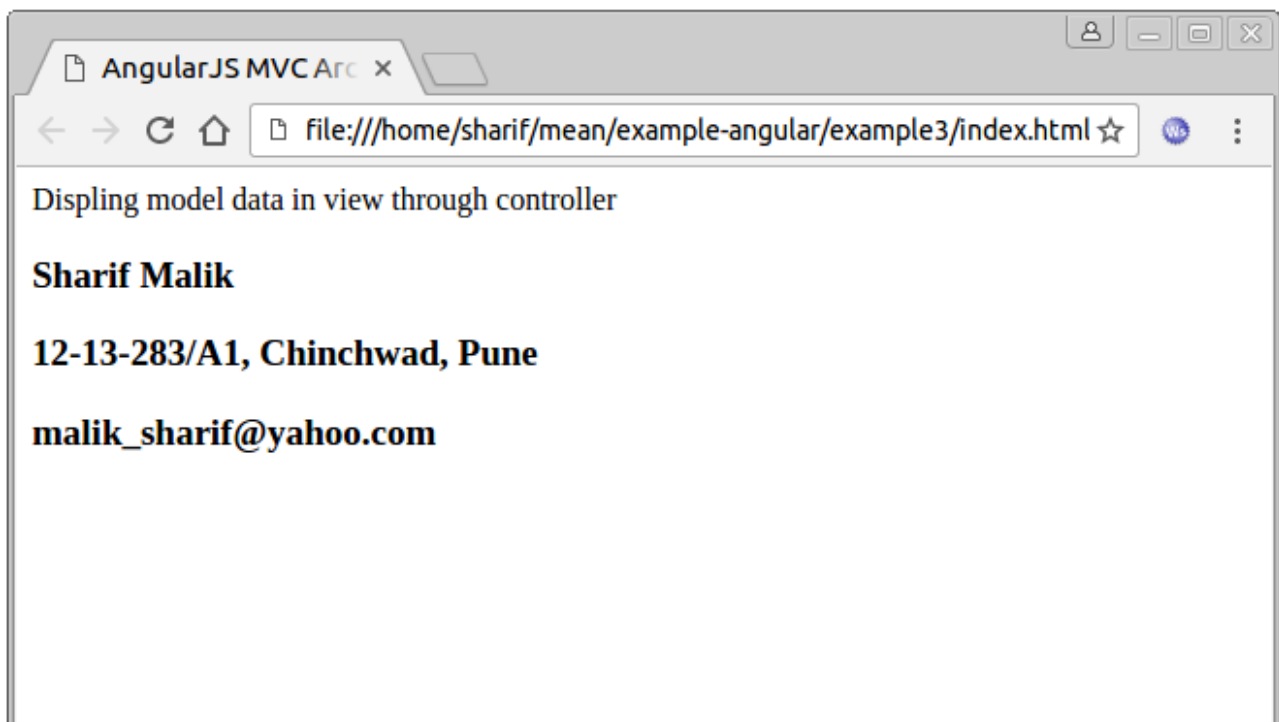 AngularJS MVC Arc
file:///home/sharif/mean/example-angular/example3/index.html
Displing model data in view through controller
Sharif Malik
12-13-283/A1, Chinchwad, Pune
malik_sharif@yahoo.com